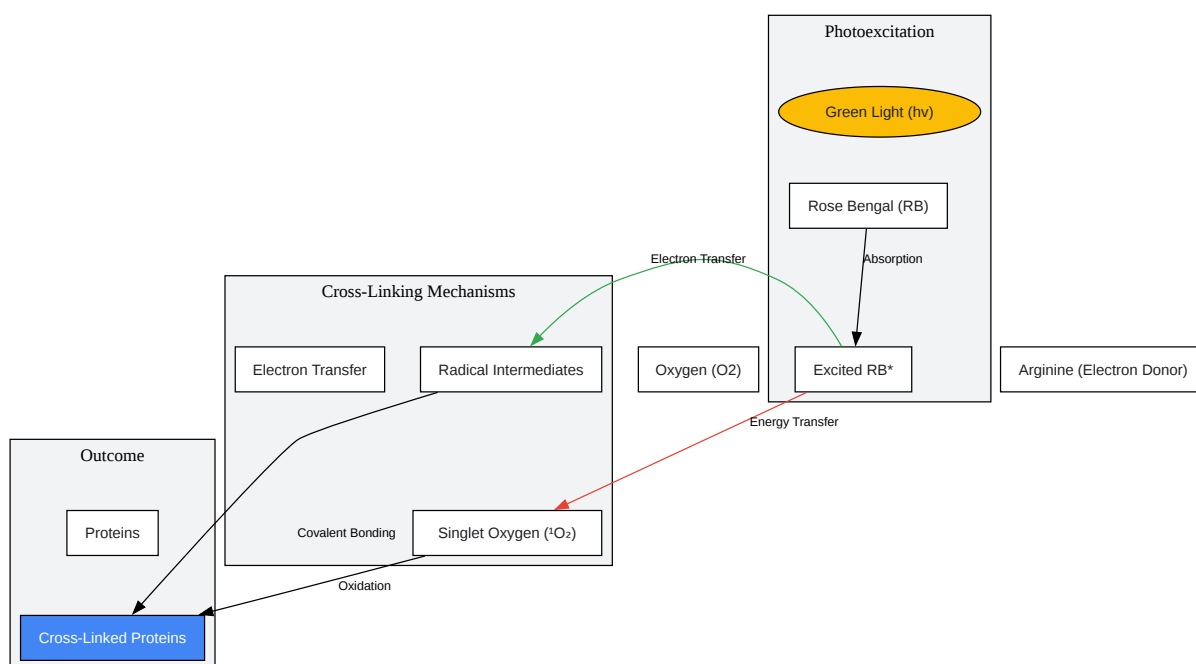 Photoexcitation
Green Light (hv)
Rose Bengal (RB)
Electron Transfer
Absorption
Cross-Linking Mechanisms
Electron Transfer
Radical Intermediates
Oxygen (O2)
Excited RB*
Arginine (Electron Donor)
Energy Transfer
Outcome
Proteins
Covalent Bonding
Singlet Oxygen (¹O₂)
Oxidation
Cross-Linked Proteins